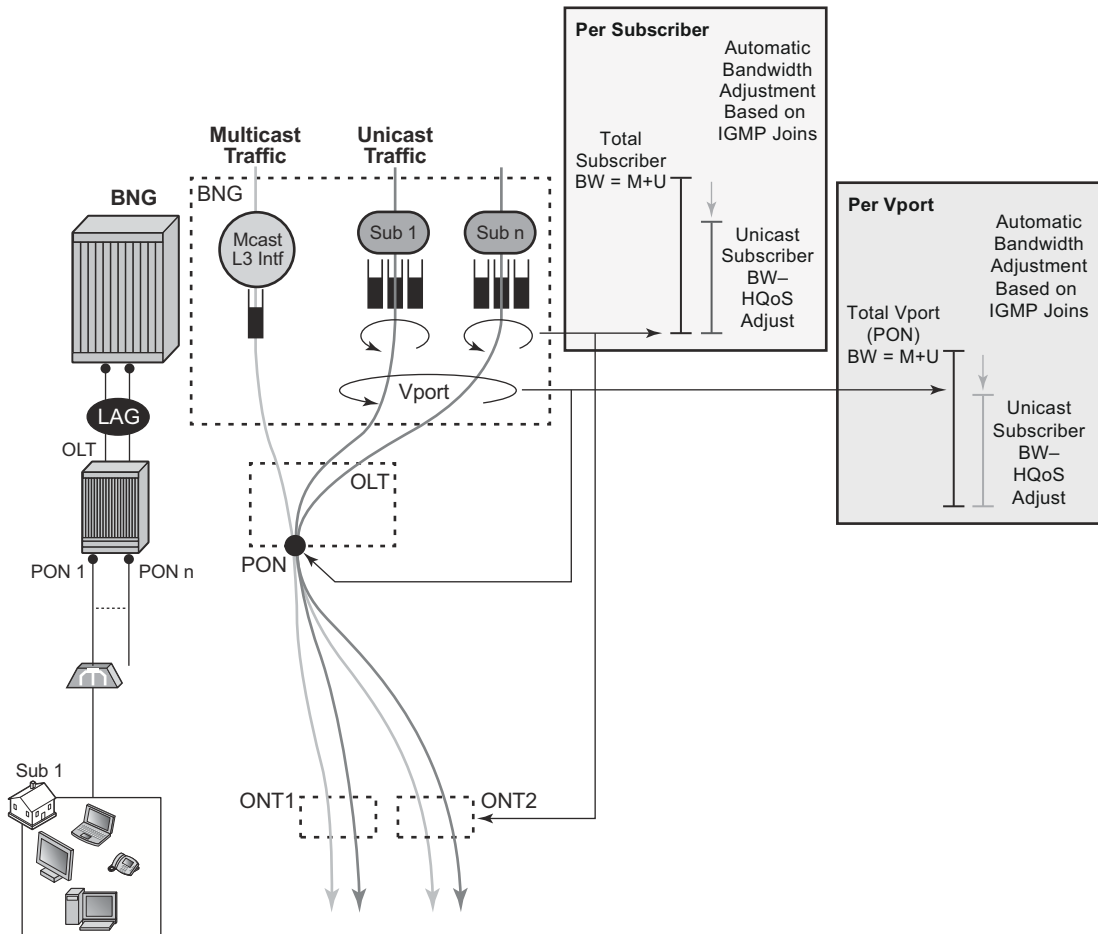 Per Subscriber
Automatic
Bandwidth
Adjustment
Based on
IGMP Joins
Total
Subscriber
BW = M+U
Unicast
Subscriber
BW–
HQoS
Adjust
Per Vport
Automatic
Bandwidth
Adjustment
Based on
IGMP Joins
Total Vport
(PON)
BW = M+U
Unicast
Subscriber
BW–
HQoS
Adjust
Multicast
Traffic
Unicast
Traffic
BNG
BNG
Mcast
L3 Intf
Sub 1
Sub n
Vport
LAG
OLT
OLT
PON
PON 1
PON n
Sub 1
ONT1
ONT2